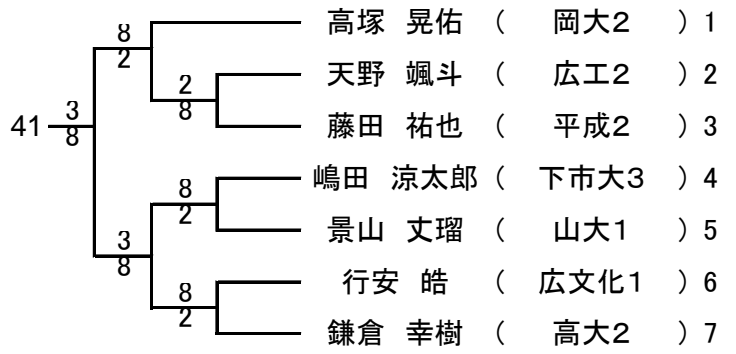 8
高塚 晃佑 ( 岡大2 ) 1
2
2
天野 颯斗 ( 広工2 ) 2
3
8
41
藤田 祐也 ( 平成2 ) 3
8
8
嶋田 涼太郎 ( 下市大3 ) 4
2
3
景山 丈瑠 ( 山大1 ) 5
8
8
行安 皓 ( 広文化1 ) 6
2
鎌倉 幸樹 ( 高大2 ) 7